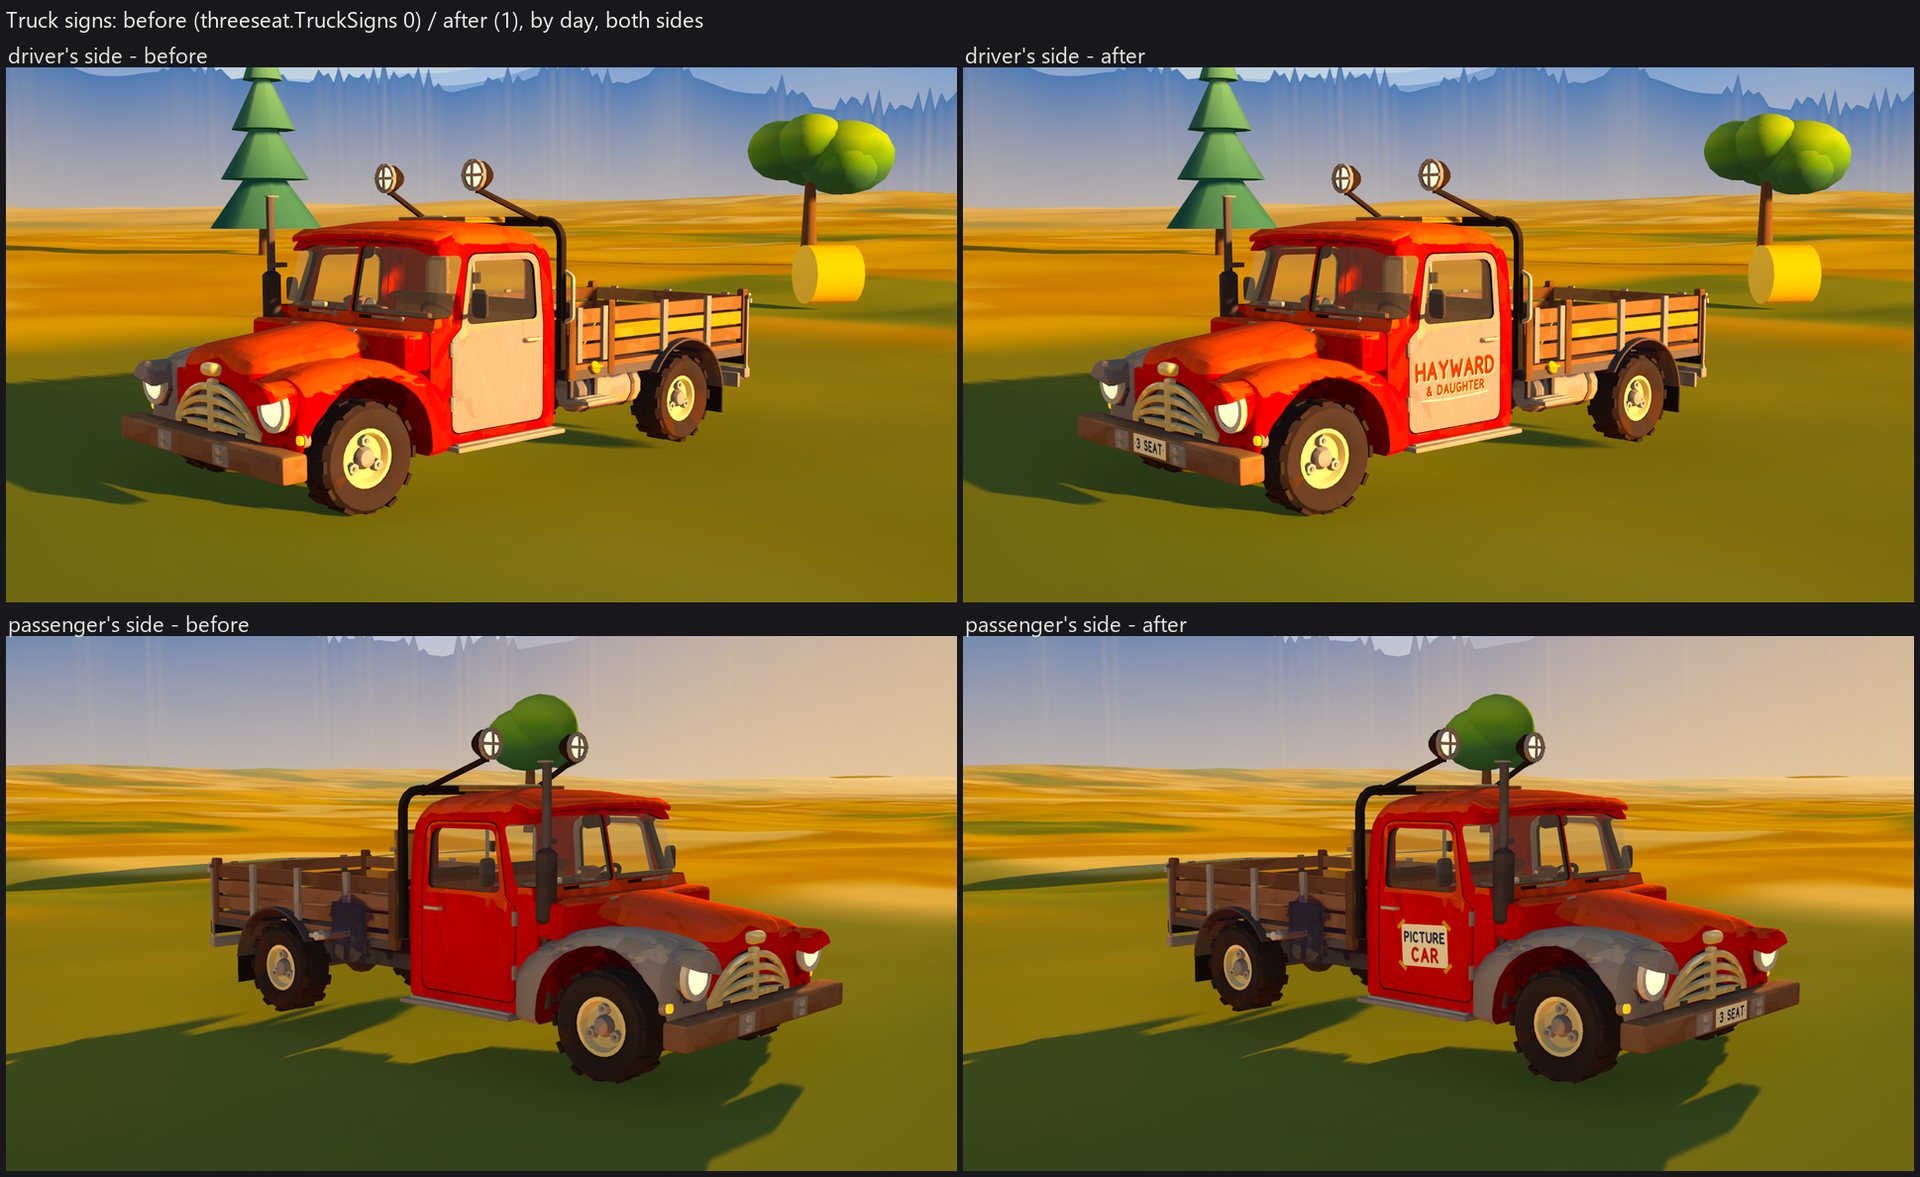 Truck signs: before (threeseat.TruckSigns 0) / after (1), by day, both sides
driver's side - before
driver's side - after
HAYWARD
& DAUGHTER
3 SEAT
passenger's side - before
passenger's side - after
PICTURE
CAR
3 SEAT